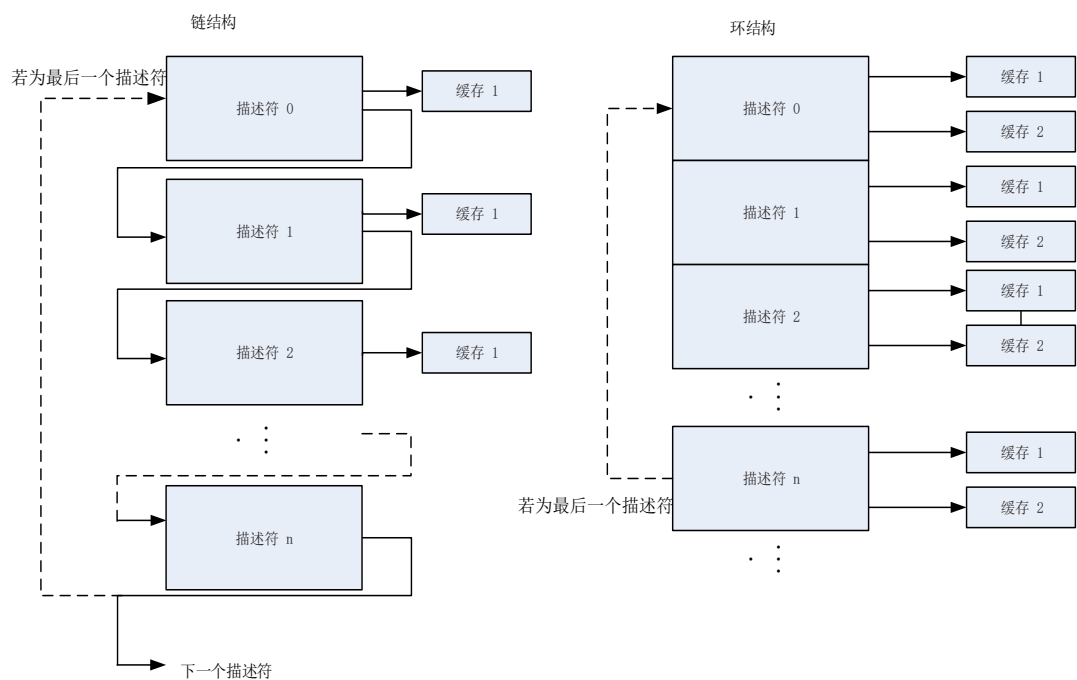 链结构
若为最后一个描述符
描述符 0
缓存 1
描述符 1
缓存 1
描述符 2
缓存 1
描述符 n
下一个描述符
环结构
描述符 0
缓存 1
缓存 2
描述符 1
缓存 1
缓存 2
描述符 2
缓存 1
缓存 2
描述符 n
缓存 1
缓存 2
若为最后一个描述符